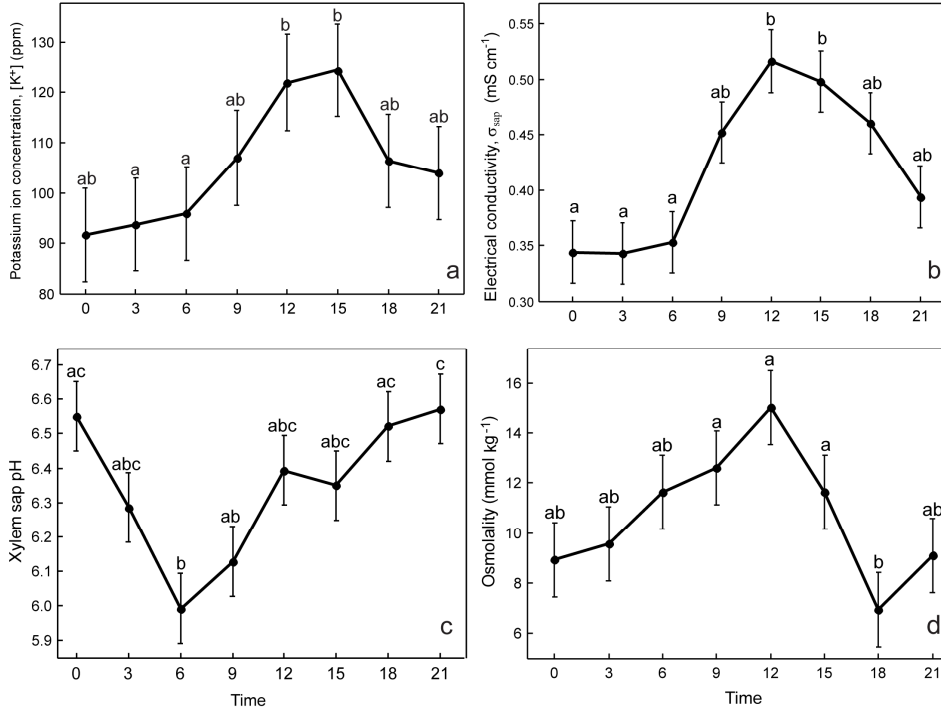 Potassium ion concentration, [K⁺] (ppm)
130
120
110
100
90
80
ab
a
a
ab
b
b
ab
ab
a
0 3 6 9 12 15 18 21
Electrical conductivity, σsap (mS cm⁻¹)
0.55
0.50
0.45
0.40
0.35
0.30
a
a
a
ab
b
b
ab
ab
b
0 3 6 9 12 15 18 21
Xylem sap pH
6.7
6.6
6.5
6.4
6.3
6.2
6.1
6.0
5.9
ac
abc
b
ab
abc
abc
ac
c
c
0 3 6 9 12 15 18 21
Time
Osmolality (mmol kg⁻¹)
16
14
12
10
8
6
ab
ab
ab
a
a
a
b
ab
d
0 3 6 9 12 15 18 21
Time